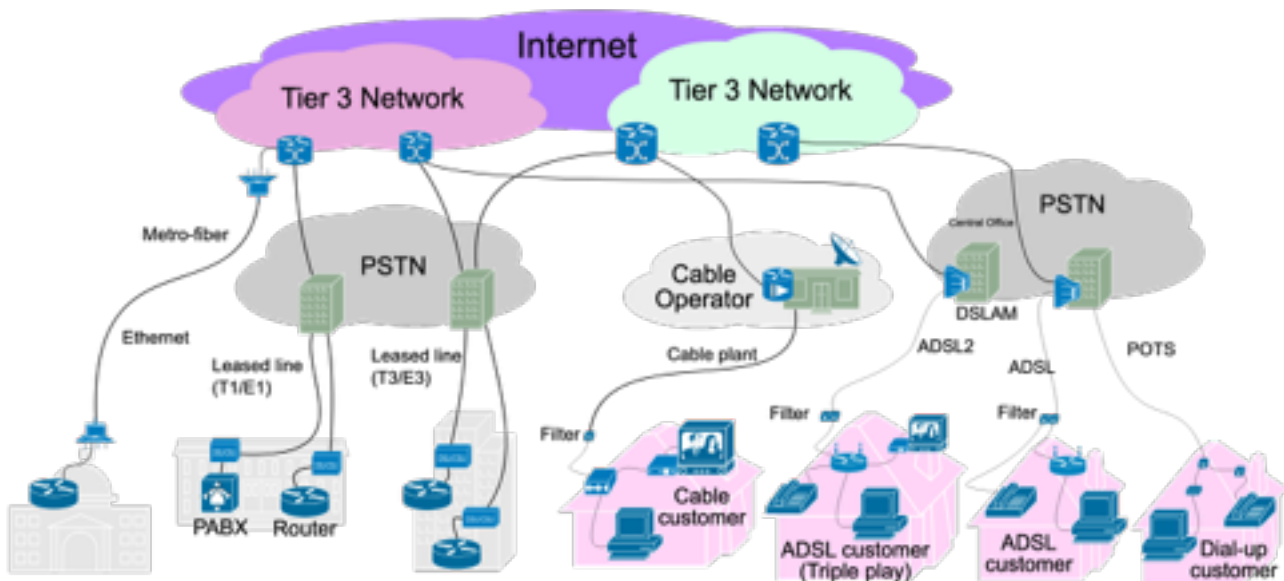 Internet
Tier 3 Network
Tier 3 Network
Metro-fiber
PSTN
Central Office
PSTN
Cable
Operator
DSLAM
Ethernet
Leased line
(T1/E1)
Leased line
(T3/E3)
Cable plant
ADSL2
ADSL
POTS
Filter
Filter
Filter
PABX
Router
Cable
customer
ADSL customer
(Triple play)
ADSL
customer
Dial-up
customer